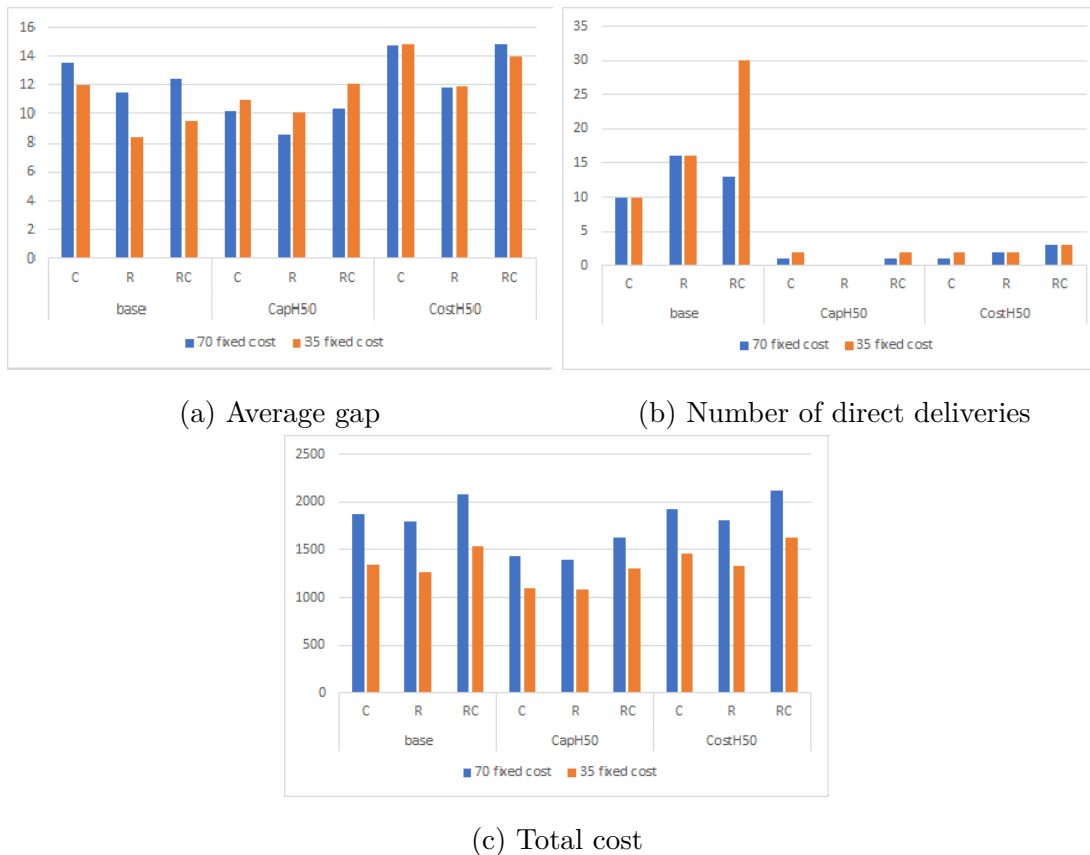 16
14
12
10
8
6
4
2
0
C R RC C R RC C R RC
base CapH50 CostH50
70 fixed cost 35 fixed cost
35
30
25
20
15
10
5
0
C R RC C R RC C R RC
base CapH50 CostH50
70 fixed cost 35 fixed cost
(a) Average gap
(b) Number of direct deliveries
2500
2000
1500
1000
500
0
C R RC C R RC C R RC
base CapH50 CostH50
70 fixed cost 35 fixed cost
(c) Total cost